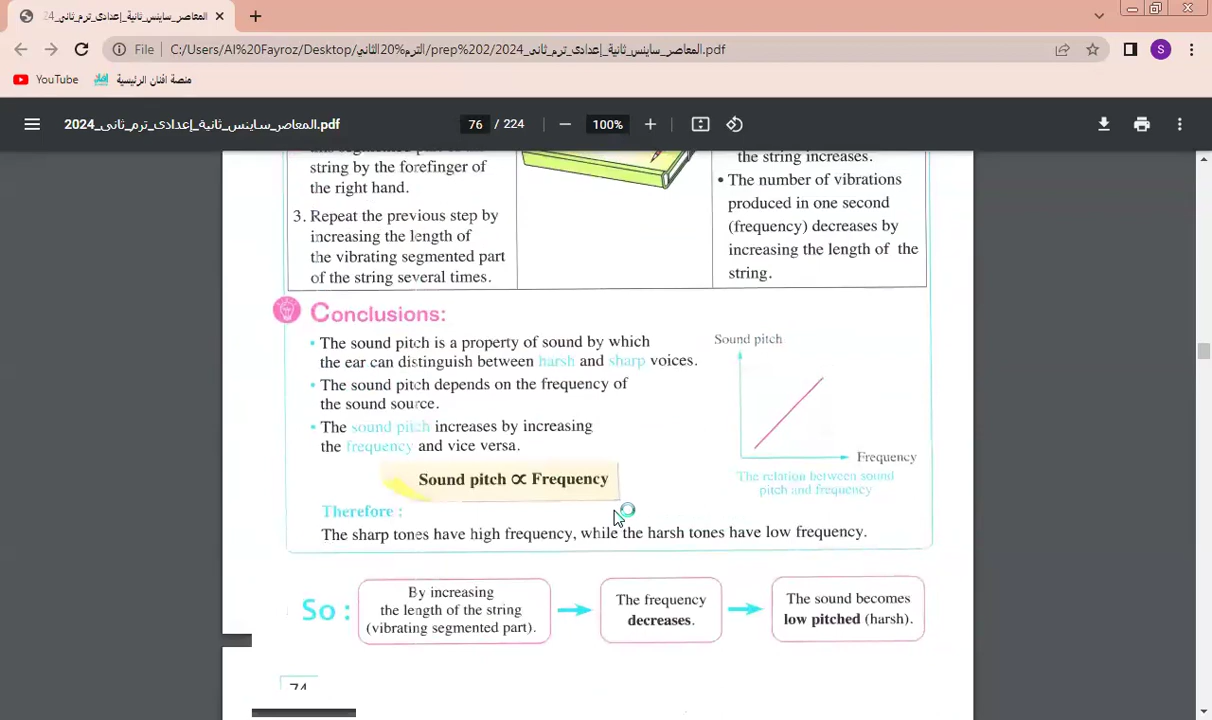 المعاصر_ساينس_ثانية_إعدادى_ترم_ثانى_24
File C:/Users/Al%20Fayroz/Desktop/الترم%20الثاني/prep%202/2024_المعاصر_ساينس_ثانية_إعدادى_ترم_ثانى.pdf
S
YouTube
منصة افنان الرئيسية
2024_المعاصر_ساينس_ثانية_إعدادى_ترم_ثانى.pdf
76 / 224
100%
string by the forefinger of
the right hand.
3. Repeat the previous step by
increasing the length of
the vibrating segmented part
of the string several times.
the string increases.
• The number of vibrations
produced in one second
(frequency) decreases by
increasing the length of the
string.
Conclusions:
• The sound pitch is a property of sound by which
the ear can distinguish between harsh and sharp voices.
• The sound pitch depends on the frequency of
the sound source.
• The sound pitch increases by increasing
the frequency and vice versa.
Sound pitch ∝ Frequency
Sound pitch
Frequency
The relation between sound
pitch and frequency
Therefore :
The sharp tones have high frequency, while the harsh tones have low frequency.
So :
By increasing
the length of the string
(vibrating segmented part).
The frequency
decreases.
The sound becomes
low pitched (harsh).
74